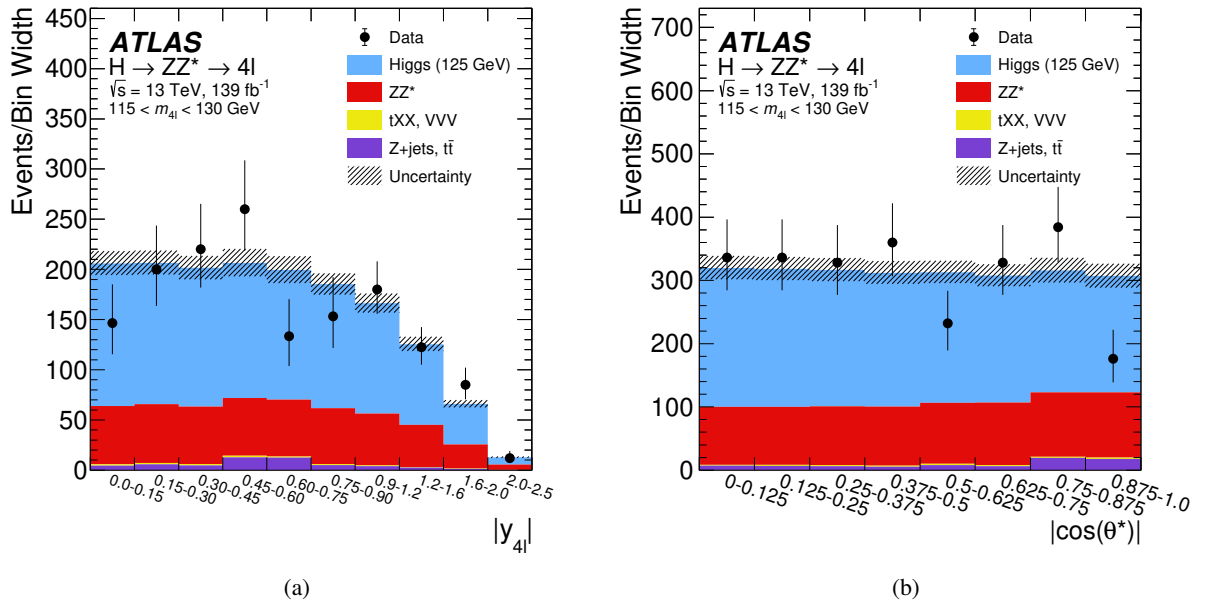 Events/Bin Width
450
400
350
300
250
200
150
100
50
0
ATLAS
H → ZZ* → 4l
√s = 13 TeV, 139 fb⁻¹
115 < m₄ₗ < 130 GeV
Data
Higgs (125 GeV)
ZZ*
tXX, VVV
Z+jets, tt̄
Uncertainty
0.0-0.15
0.15-0.30
0.30-0.45
0.45-0.60
0.60-0.75
0.75-0.90
0.9-1.2
1.2-1.6
1.6-2.0
2.0-2.5
|y₄ₗ|
(a)
Events/Bin Width
700
600
500
400
300
200
100
0
ATLAS
H → ZZ* → 4l
√s = 13 TeV, 139 fb⁻¹
115 < m₄ₗ < 130 GeV
Data
Higgs (125 GeV)
ZZ*
tXX, VVV
Z+jets, tt̄
Uncertainty
0-0.125
0.125-0.25
0.25-0.375
0.375-0.5
0.5-0.625
0.625-0.75
0.75-0.875
0.875-1.0
|cos(θ*)|
(b)